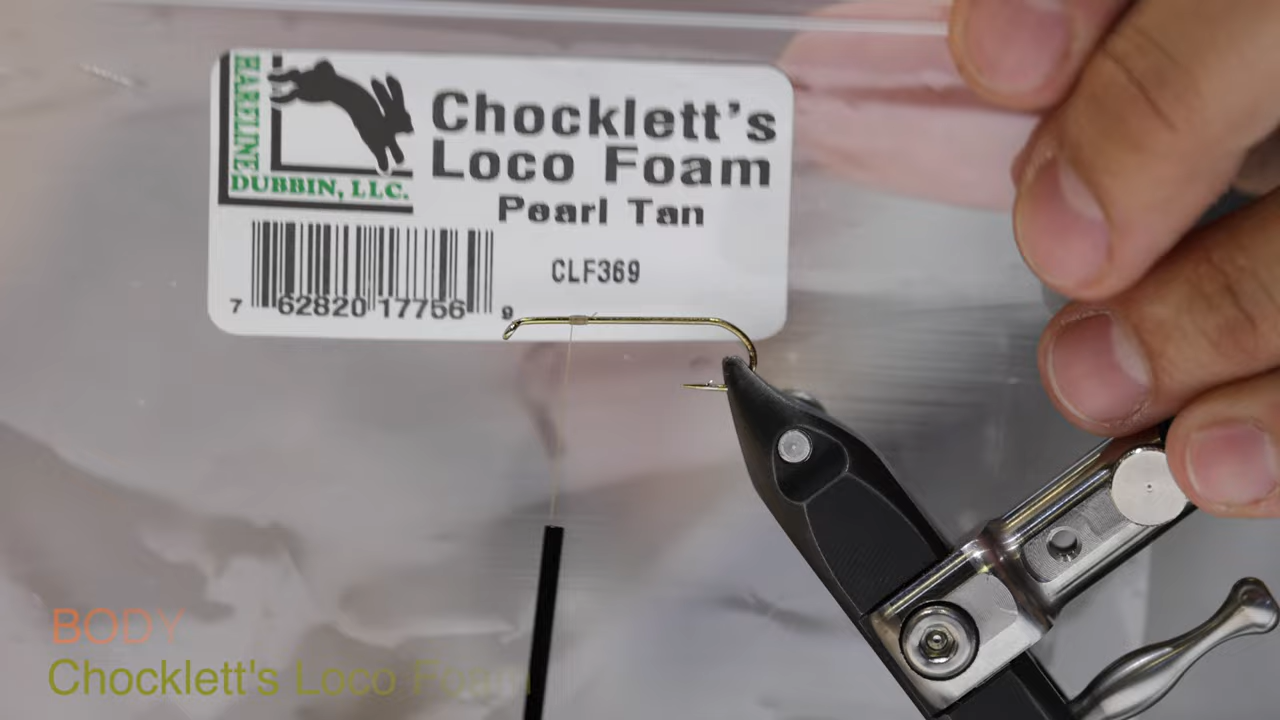 HARELINE
DUBBIN, LLC.
Chocklett's
Loco Foam
Pearl Tan
CLF369
7 62820 17756 9
BODY
Chocklett's Loco Foam